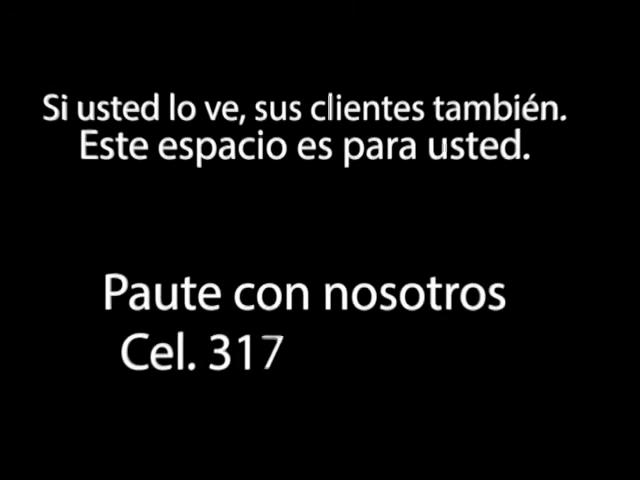 Si usted lo ve, sus clientes también.
Este espacio es para usted.
Paute con nosotros
Cel. 317